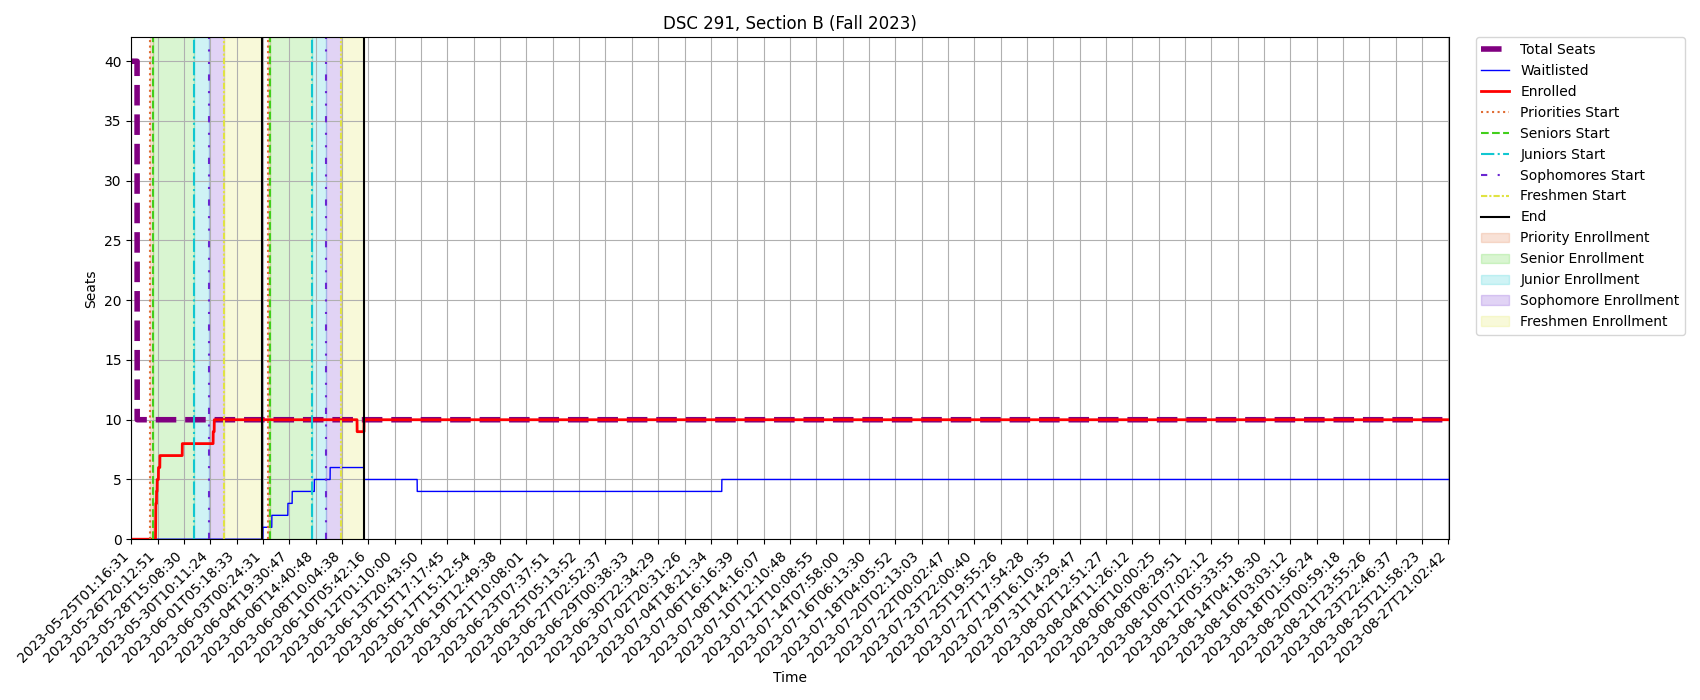 DSC 291, Section B (Fall 2023)
Seats
40
35
30
25
20
15
10
5
0
2023-05-25T01:16:31
2023-05-26T20:12:51
2023-05-28T15:08:30
2023-05-30T10:11:24
2023-06-01T05:18:33
2023-06-03T00:24:31
2023-06-04T19:30:47
2023-06-06T14:40:48
2023-06-08T10:04:38
2023-06-10T05:42:16
2023-06-12T01:10:00
2023-06-13T20:43:50
2023-06-15T17:17:45
2023-06-17T15:12:54
2023-06-19T12:49:38
2023-06-21T10:08:01
2023-06-23T07:37:51
2023-06-25T05:13:52
2023-06-27T02:52:37
2023-06-29T00:38:33
2023-06-30T22:34:29
2023-07-02T20:31:26
2023-07-04T18:21:34
2023-07-06T16:16:39
2023-07-08T14:16:07
2023-07-10T12:10:48
2023-07-12T10:08:55
2023-07-14T07:58:00
2023-07-16T06:13:30
2023-07-18T04:05:52
2023-07-20T02:13:03
2023-07-22T00:02:47
2023-07-23T22:00:40
2023-07-25T19:55:26
2023-07-27T17:54:28
2023-07-29T16:10:35
2023-07-31T14:29:47
2023-08-02T12:51:27
2023-08-04T11:26:12
2023-08-06T10:00:25
2023-08-08T08:29:51
2023-08-10T07:02:12
2023-08-12T05:33:55
2023-08-14T04:18:30
2023-08-16T03:03:12
2023-08-18T01:56:24
2023-08-20T00:59:18
2023-08-21T23:55:26
2023-08-23T22:46:37
2023-08-25T21:58:23
2023-08-27T21:02:42
Time
Total Seats
Waitlisted
Enrolled
Priorities Start
Seniors Start
Juniors Start
Sophomores Start
Freshmen Start
End
Priority Enrollment
Senior Enrollment
Junior Enrollment
Sophomore Enrollment
Freshmen Enrollment